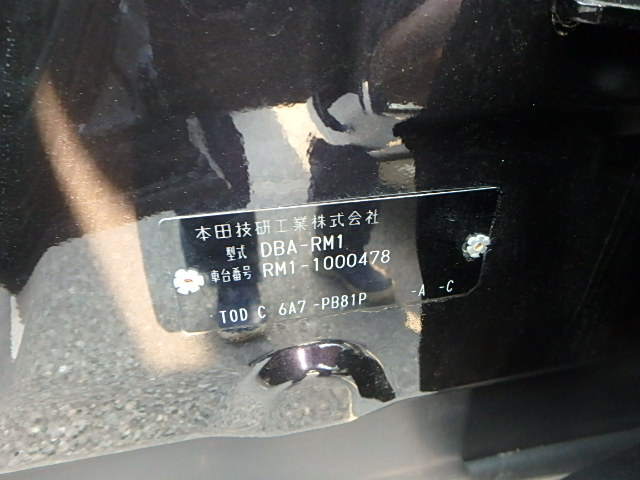 本田技研工業株式会社
型式 DBA-RM1
車台番号 RM1-1000478
TOD C 6A7 -PB81P -A -C